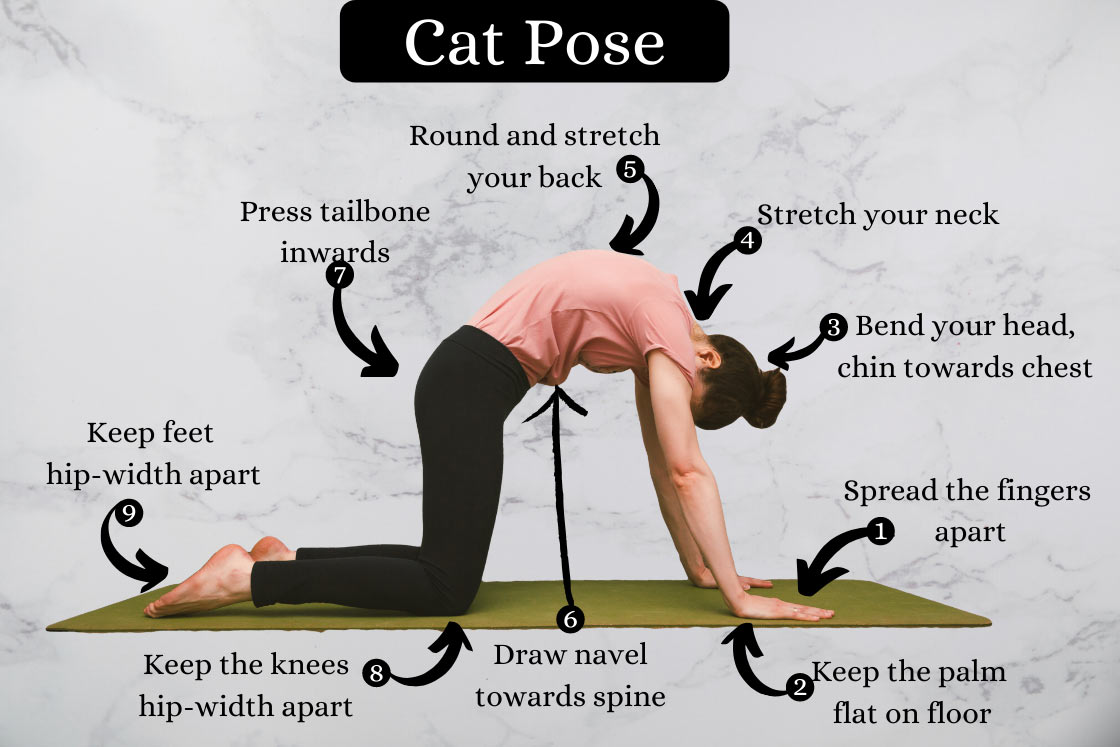 Cat Pose
Round and stretch
your back
5
Press tailbone
inwards
7
Stretch your neck
4
3
Bend your head,
chin towards chest
Keep feet
hip-width apart
9
Spread the fingers
apart
1
6
Draw navel
towards spine
Keep the knees
hip-width apart
8
2
Keep the palm
flat on floor